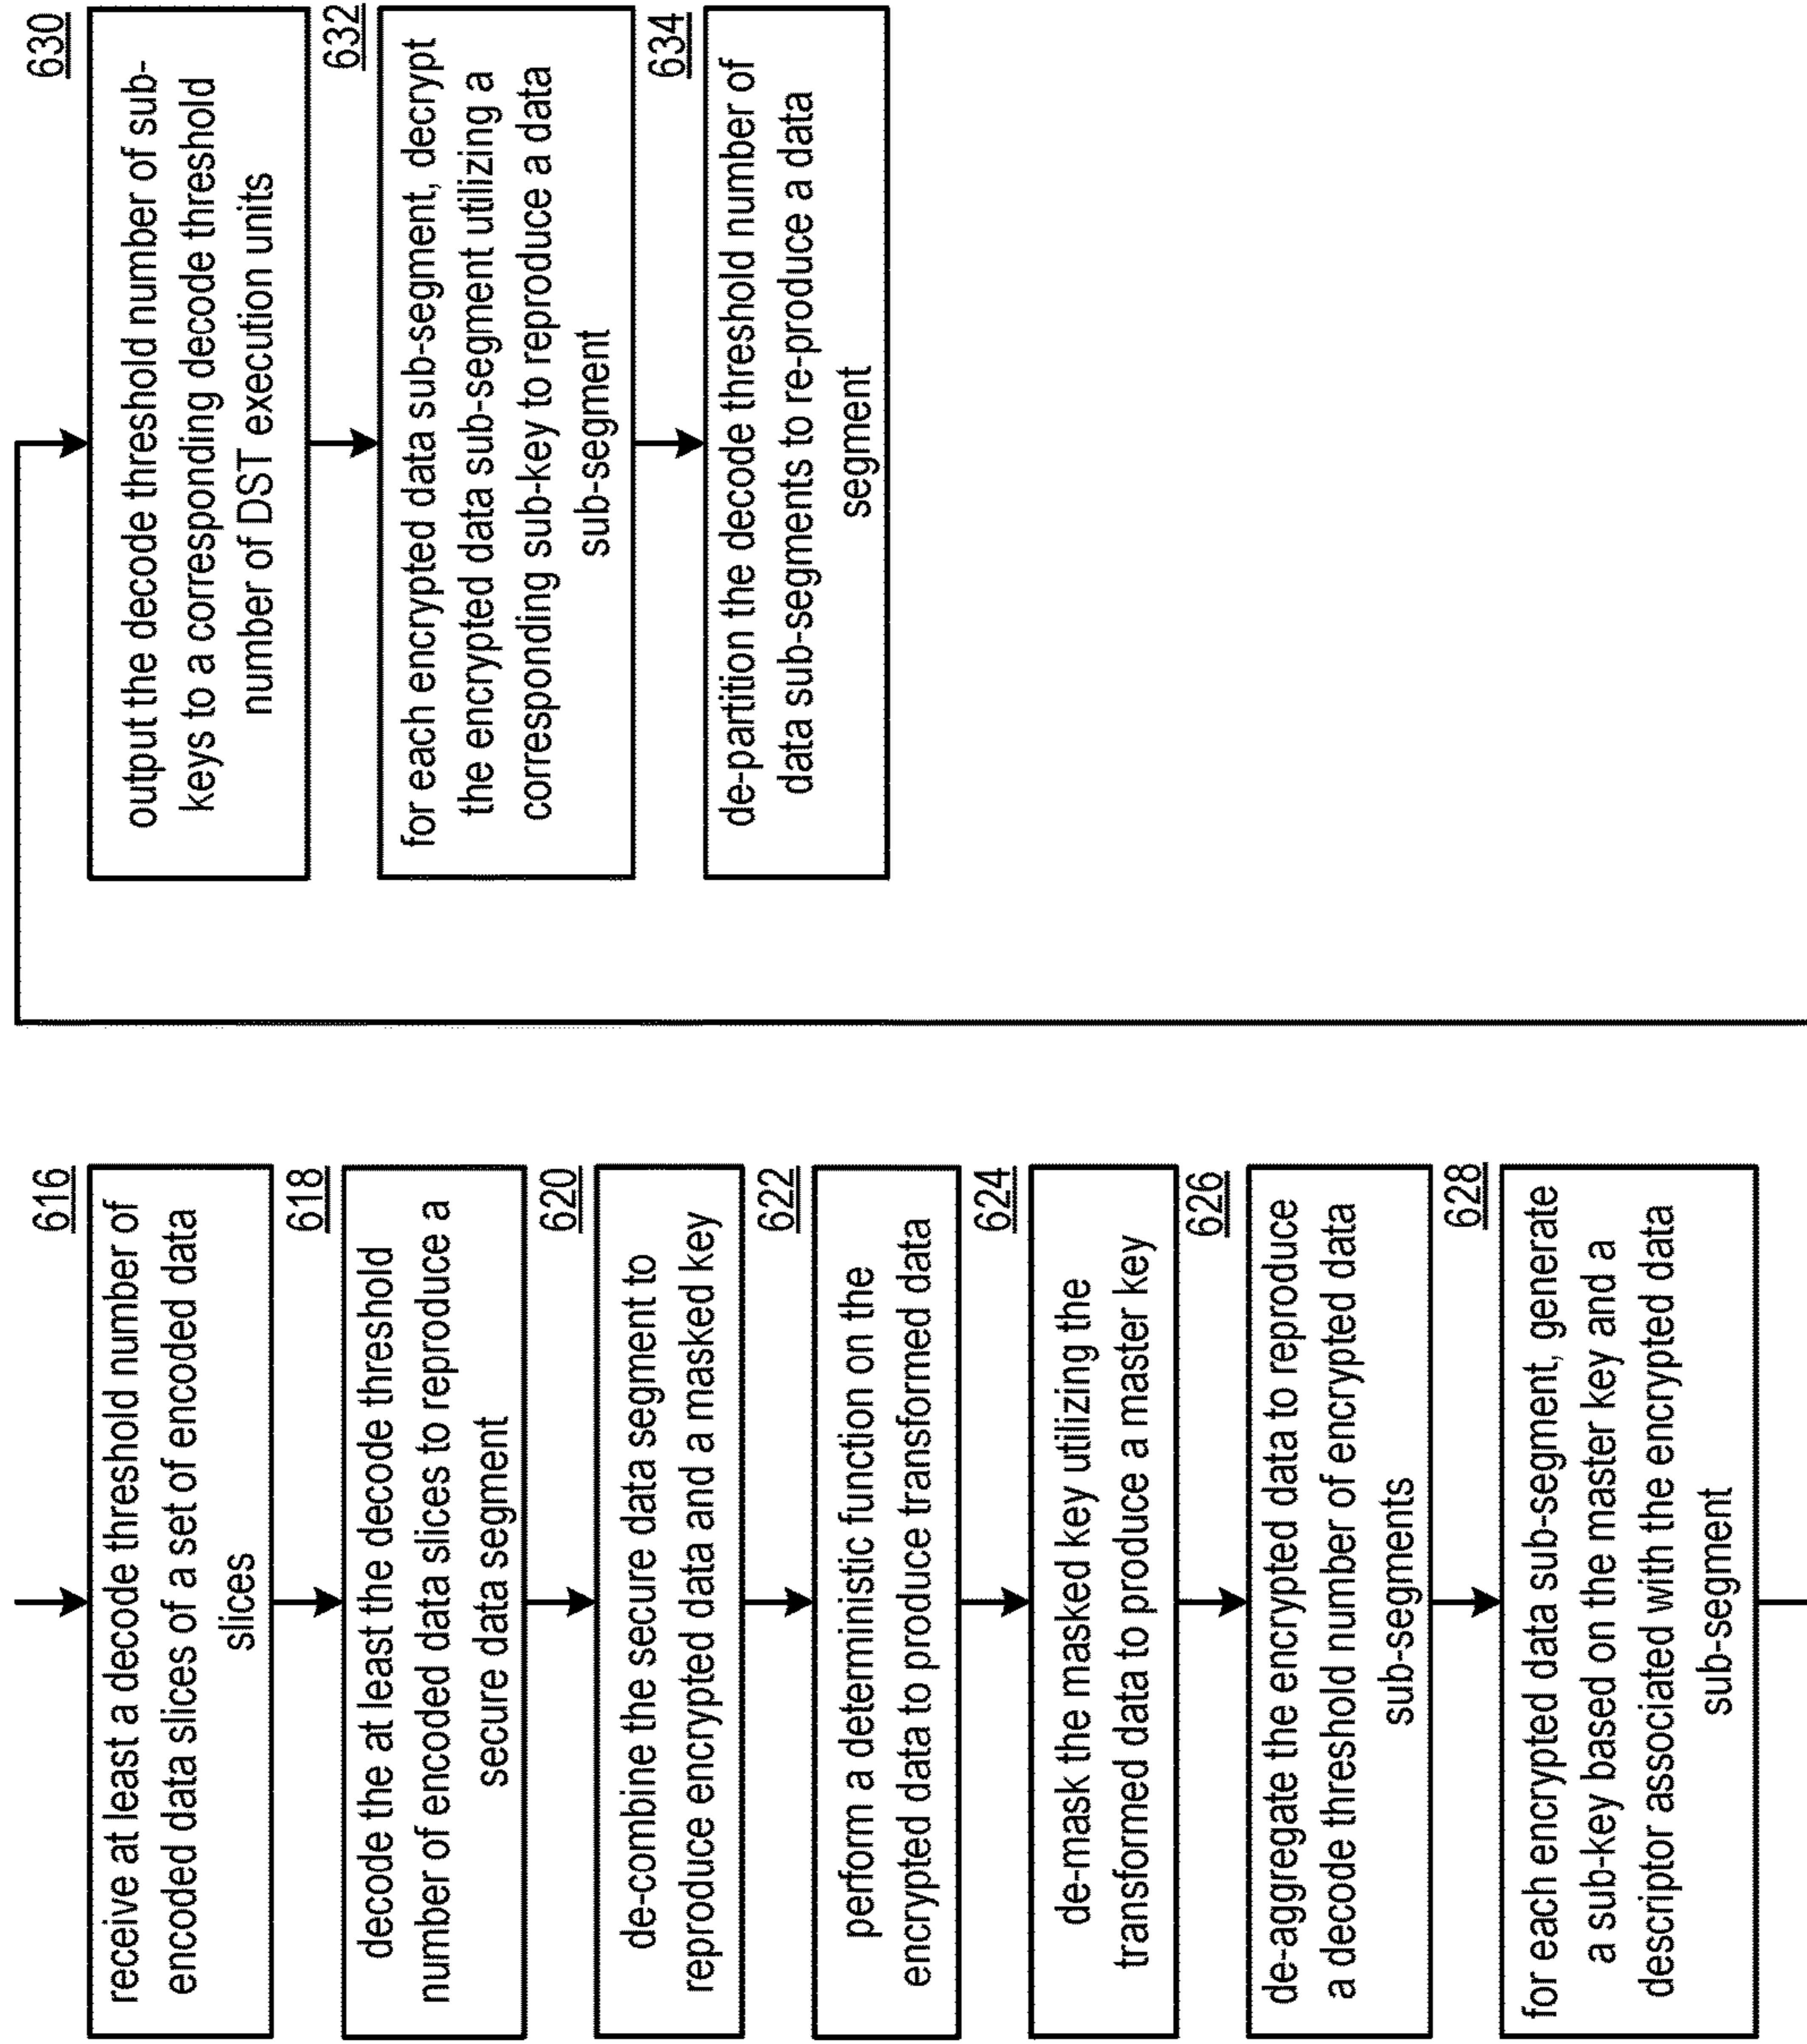 616
receive at least a decode threshold number of
encoded data slices of a set of encoded data
slices
618
decode the at least the decode threshold
number of encoded data slices to reproduce a
secure data segment
620
de-combine the secure data segment to
reproduce encrypted data and a masked key
622
perform a deterministic function on the
encrypted data to produce transformed data
624
de-mask the masked key utilizing the
transformed data to produce a master key
626
de-aggregate the encrypted data to reproduce
a decode threshold number of encrypted data
sub-segments
628
for each encrypted data sub-segment, generate
a sub-key based on the master key and a
descriptor associated with the encrypted data
sub-segment
630
output the decode threshold number of sub-
keys to a corresponding decode threshold
number of DST execution units
632
for each encrypted data sub-segment, decrypt
the encrypted data sub-segment utilizing a
corresponding sub-key to reproduce a data
sub-segment
634
de-partition the decode threshold number of
data sub-segments to re-produce a data
segment